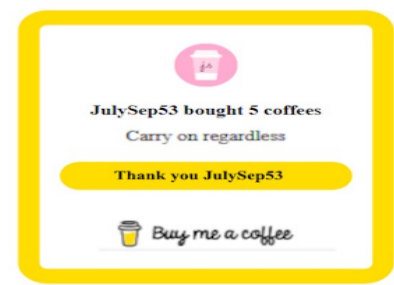 JulySep53 bought 5 coffees
Carry on regardless
Thank you JulySep53
Buy me a coffee